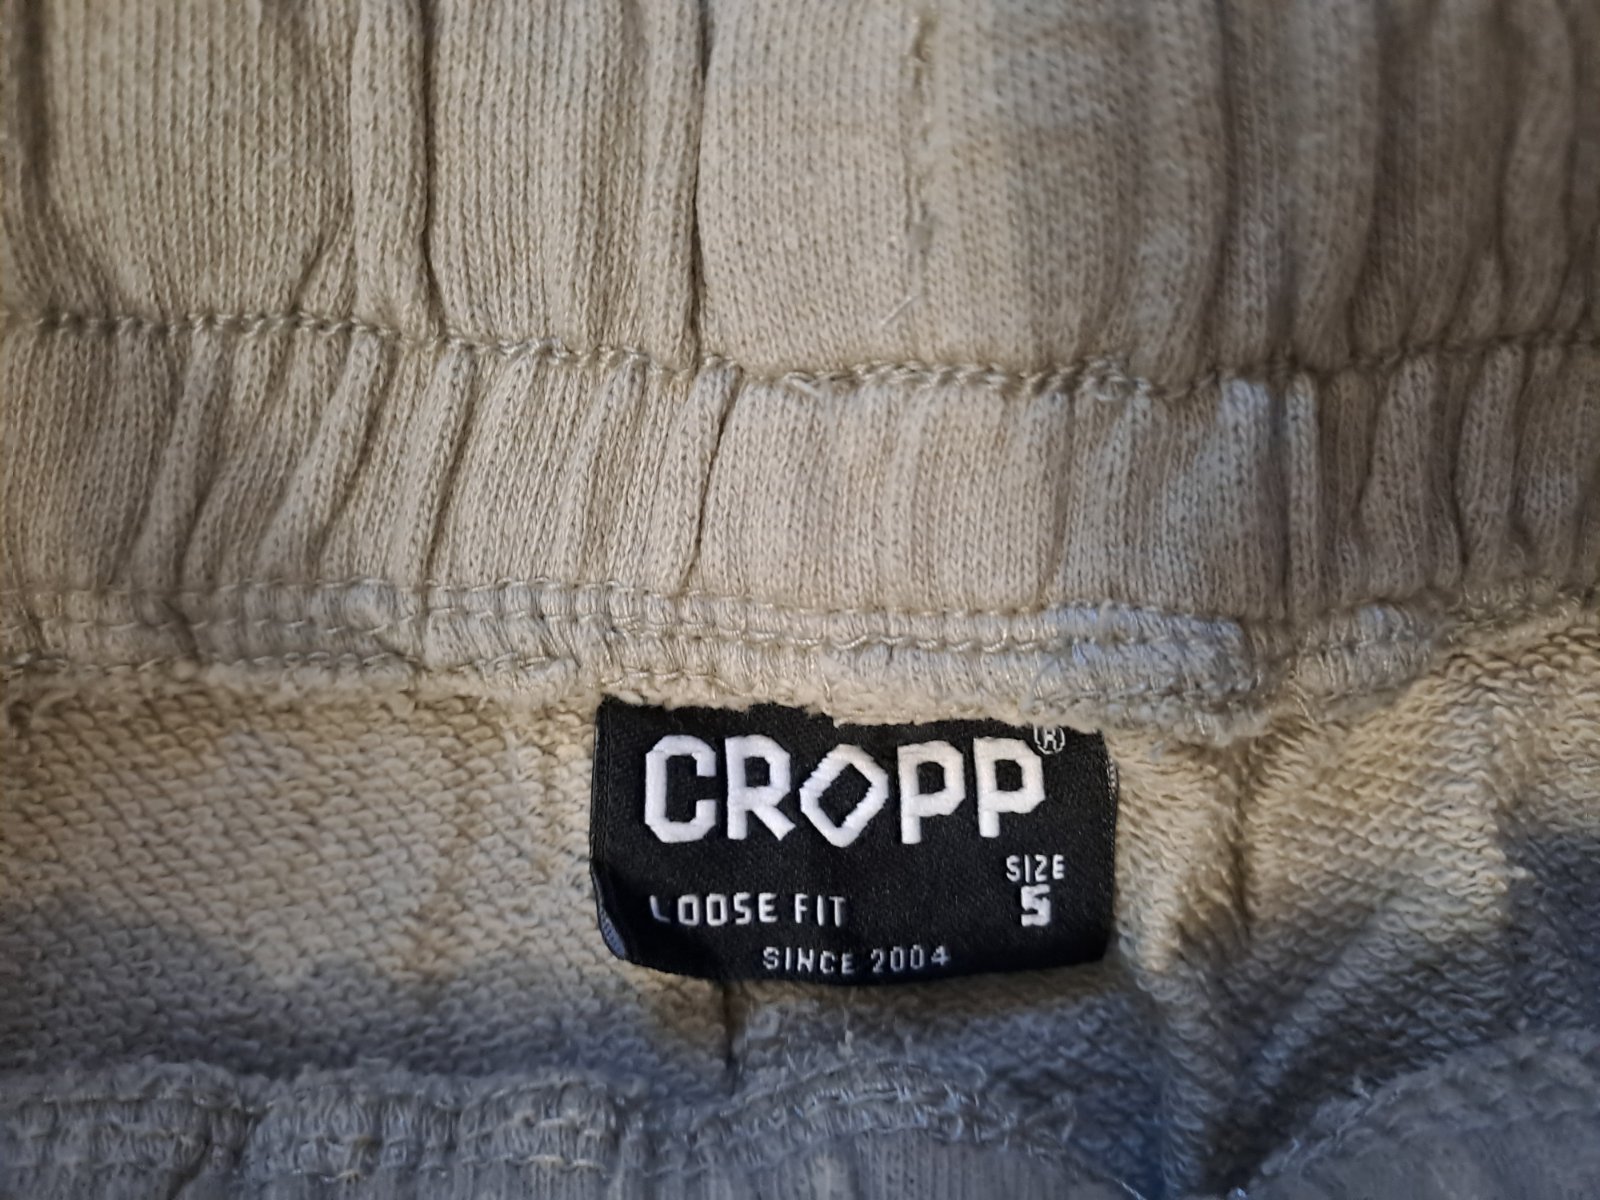 CROPP®
SIZE
S
LOOSE FIT
SINCE 2004